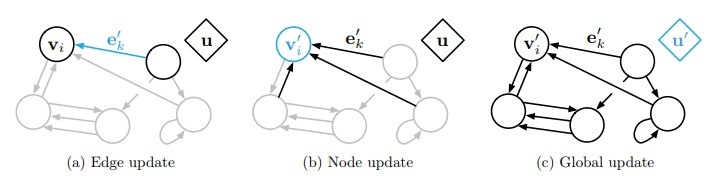 v_i e′_k u
v′_i e′_k u
v′_i e′_k u′
(a) Edge update
(b) Node update
(c) Global update